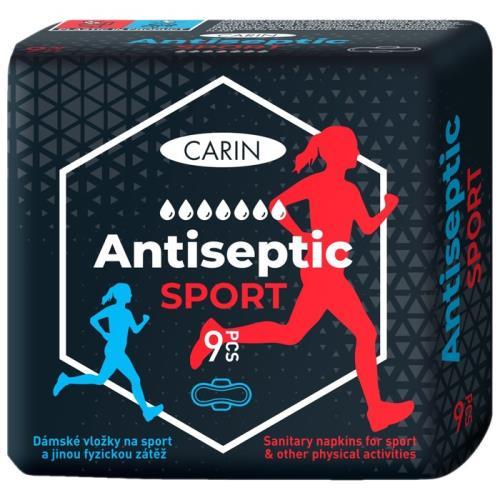 9KS
CARIN
Antiseptic
SPORT
9 PCS
Dámské vložky na sport
a jinou fyzickou zátěž
Sanitary napkins for sport
& other physical activities
Antiseptic
SPORT
9 PCS